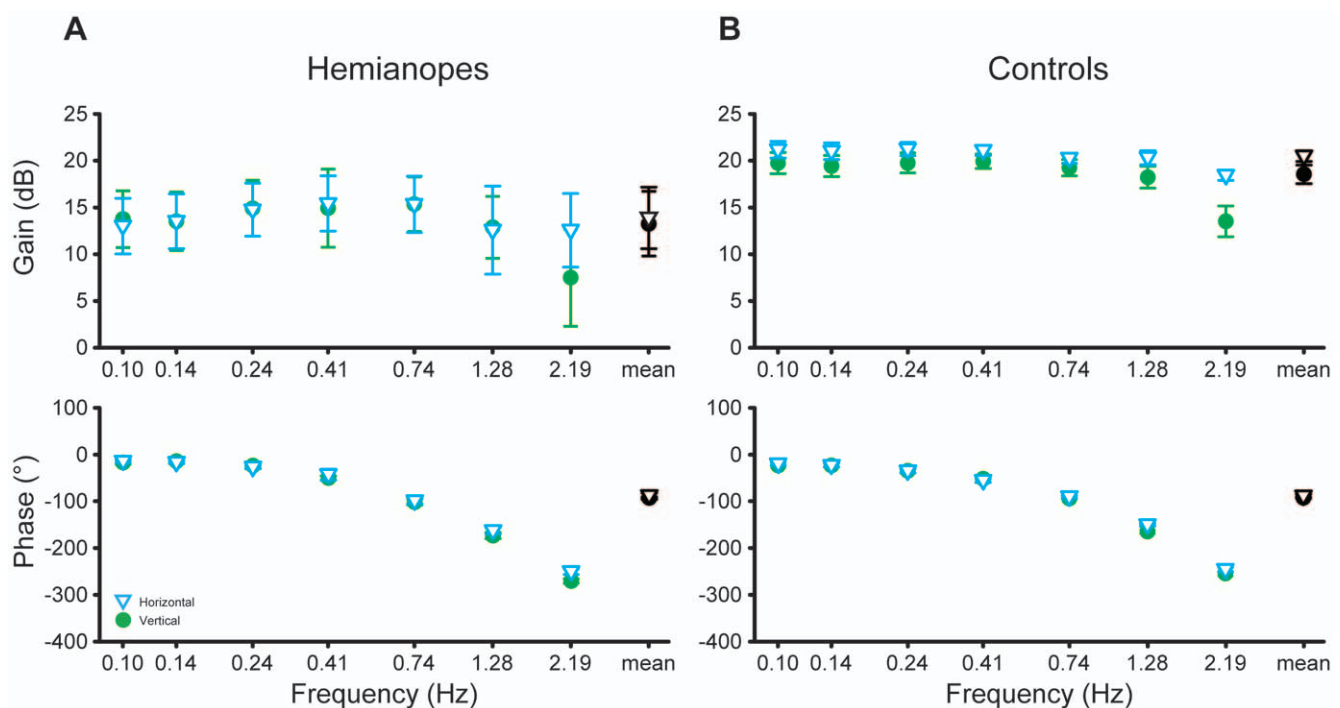 A
B
Hemianopes
Controls
25
20
15
10
5
0
Gain (dB)
0.10 0.14 0.24 0.41 0.74 1.28 2.19 mean
25
20
15
10
5
0
0.10 0.14 0.24 0.41 0.74 1.28 2.19 mean
100
0
-100
-200
-300
-400
Phase (°)
Horizontal
Vertical
0.10 0.14 0.24 0.41 0.74 1.28 2.19 mean
Frequency (Hz)
100
0
-100
-200
-300
-400
0.10 0.14 0.24 0.41 0.74 1.28 2.19 mean
Frequency (Hz)